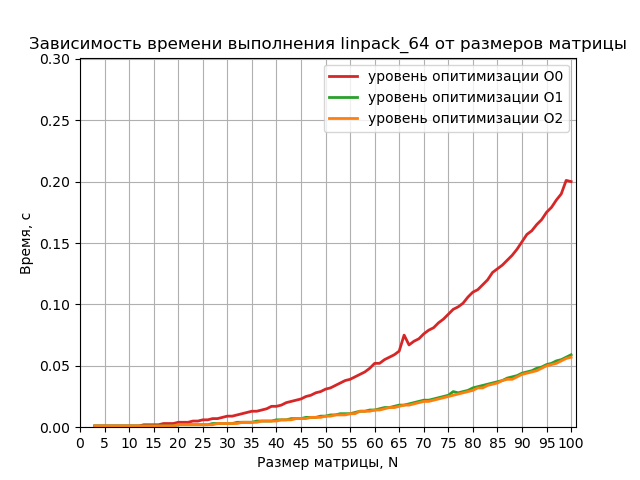 Зависимость времени выполнения linpack_64 от размеров матрицы
уровень опитимизации O0
уровень опитимизации O1
уровень опитимизации O2
0.30
0.25
0.20
0.15
0.10
0.05
0.00
Время, с
0 5 10 15 20 25 30 35 40 45 50 55 60 65 70 75 80 85 90 95 100
Размер матрицы, N